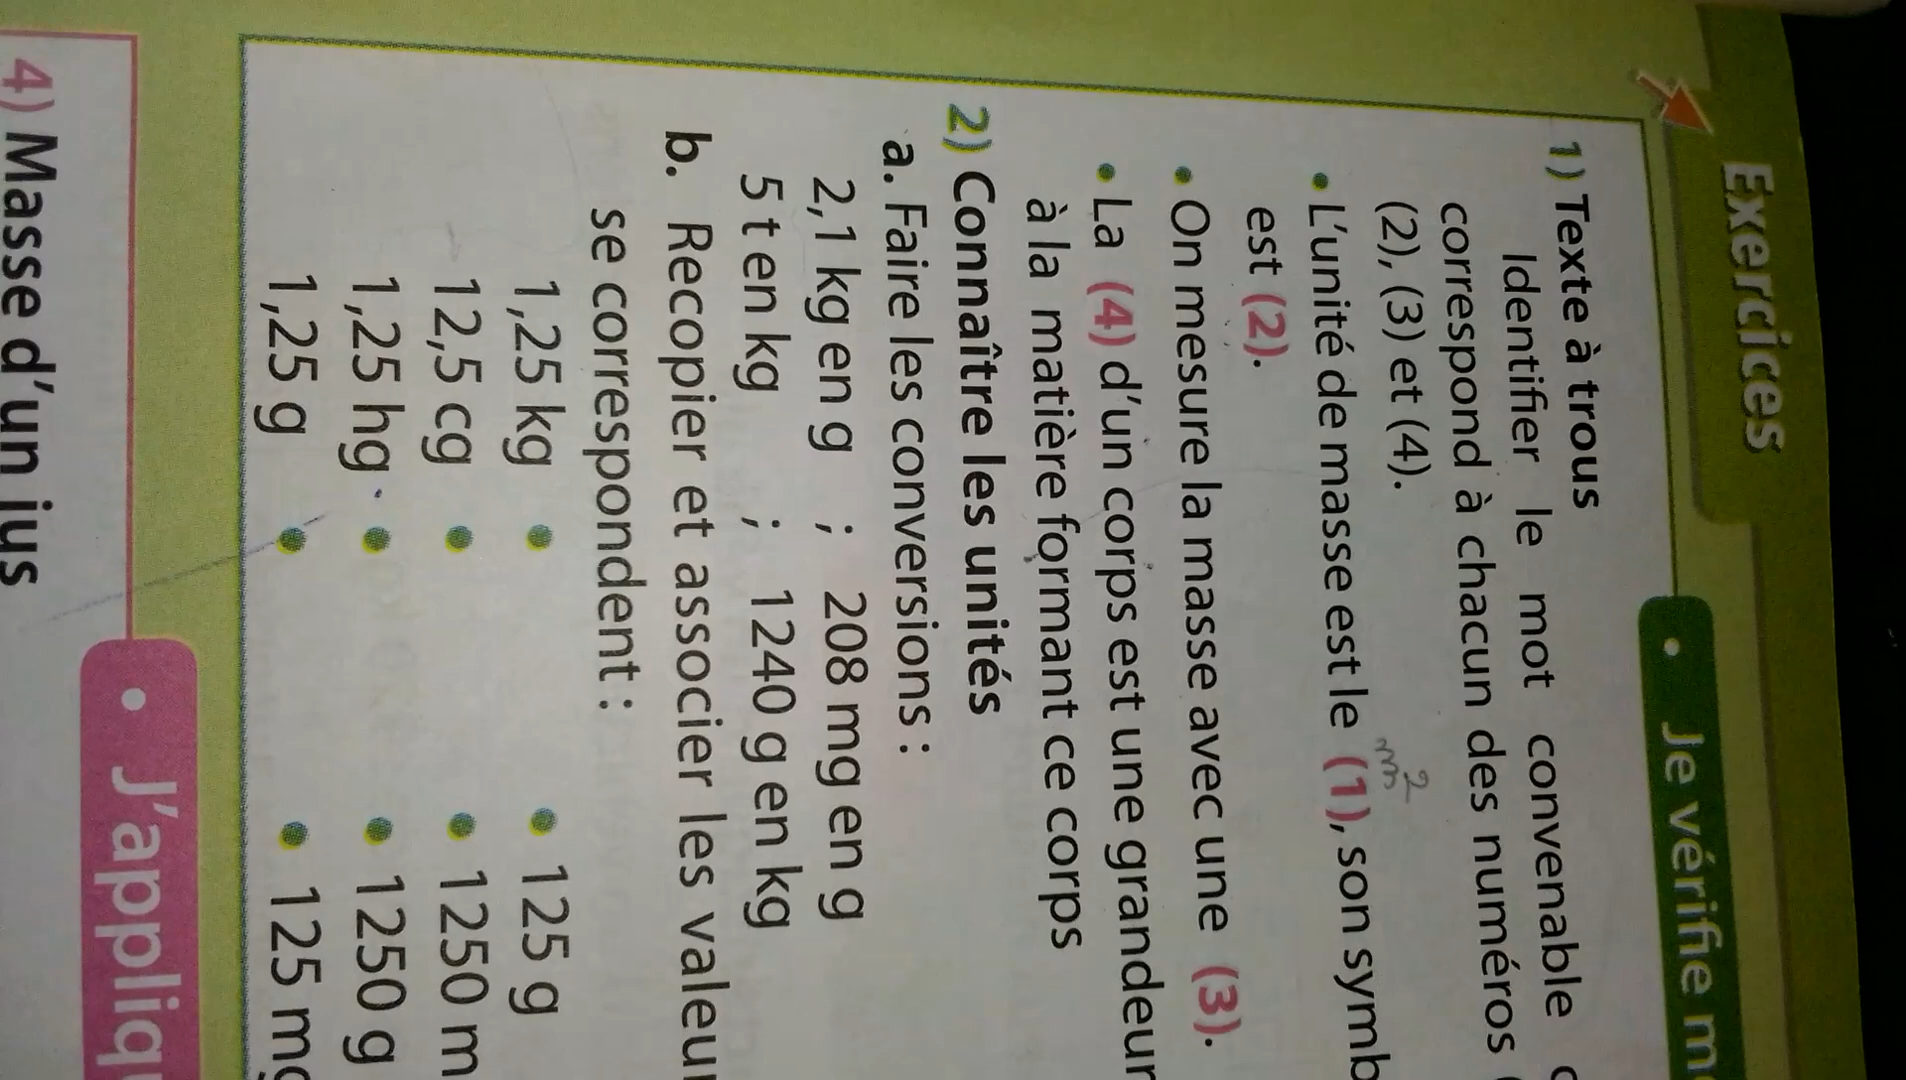 Exercices
• Je vérifie
1) Texte à trous
Identifier le mot convenable
correspond à chacun des numéros
(2), (3) et (4).
m²
• L'unité de masse est le (1), son symb
est (2).
• On mesure la masse avec une (3).
• La (4) d'un corps est une grandeur
à la matière formant ce corps
2) Connaître les unités
a. Faire les conversions :
2,1 kg en g ; 208 mg en g
5 t en kg ; 1240 g en kg
b. Recopier et associer les valeur
se correspondent :
1,25 kg • • 125 g
12,5 cg • • 1250 m
1,25 hg • • 1250 g
1,25 g • • 125 mg
• J'appliq
4) Masse d'un jus